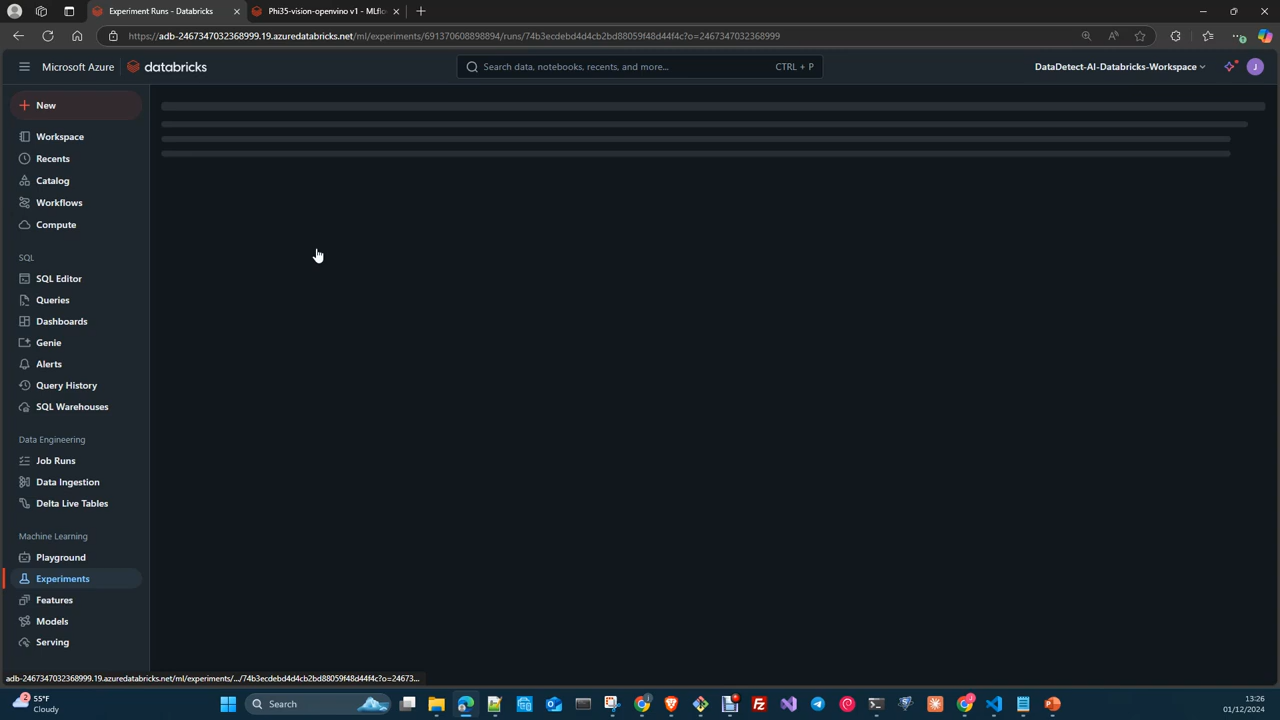 Experiment Runs - Databricks
Phi35-vision-openvino v1 - MLflo
https://adb-2467347032368999.19.azuredatabricks.net/ml/experiments/691370608898894/runs/74b3ecdebd4d4cb2bd88059f48d44f4c?o=2467347032368999
Microsoft Azure
databricks
Search data, notebooks, recents, and more...
CTRL + P
DataDetect-AI-Databricks-Workspace
J
New
Workspace
Recents
Catalog
Workflows
Compute
SQL
SQL Editor
Queries
Dashboards
Genie
Alerts
Query History
SQL Warehouses
Data Engineering
Job Runs
Data Ingestion
Delta Live Tables
Machine Learning
Playground
Experiments
Features
Models
Serving
adb-2467347032368999.19.azuredatabricks.net/ml/experiments/.../74b3ecdebd4d4cb2bd88059f48d44f4c?o=24673...
2
55°F
Cloudy
Search
13:26
01/12/2024